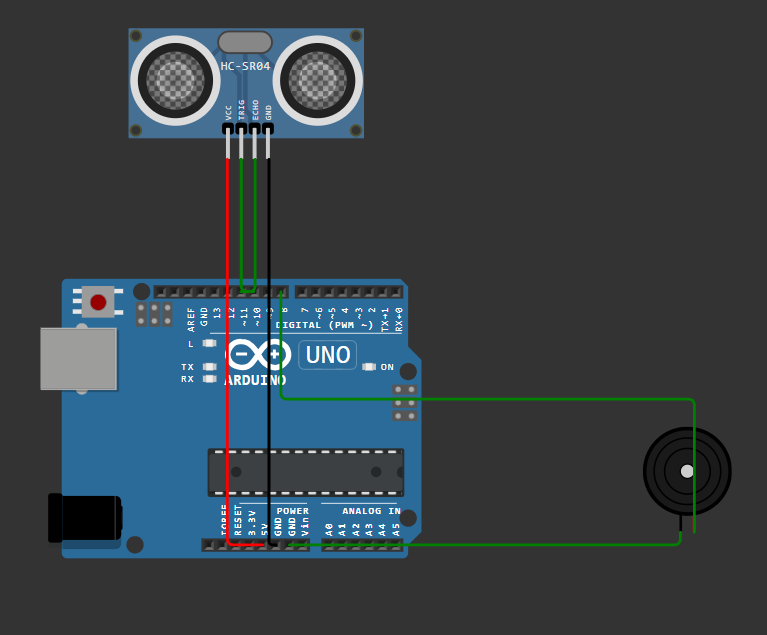 HC-SR04
VCC
TRIG
ECHO
GND
AREF
GND
13
12
~11
~10
~9
8
7
~6
~5
4
~3
2
TX→1
RX←0
DIGITAL (PWM ~)
L
TX
RX
UNO
ON
ARDUINO
POWER
ANALOG IN
IOREF
RESET
3.3V
5V
GND
GND
Vin
A0
A1
A2
A3
A4
A5